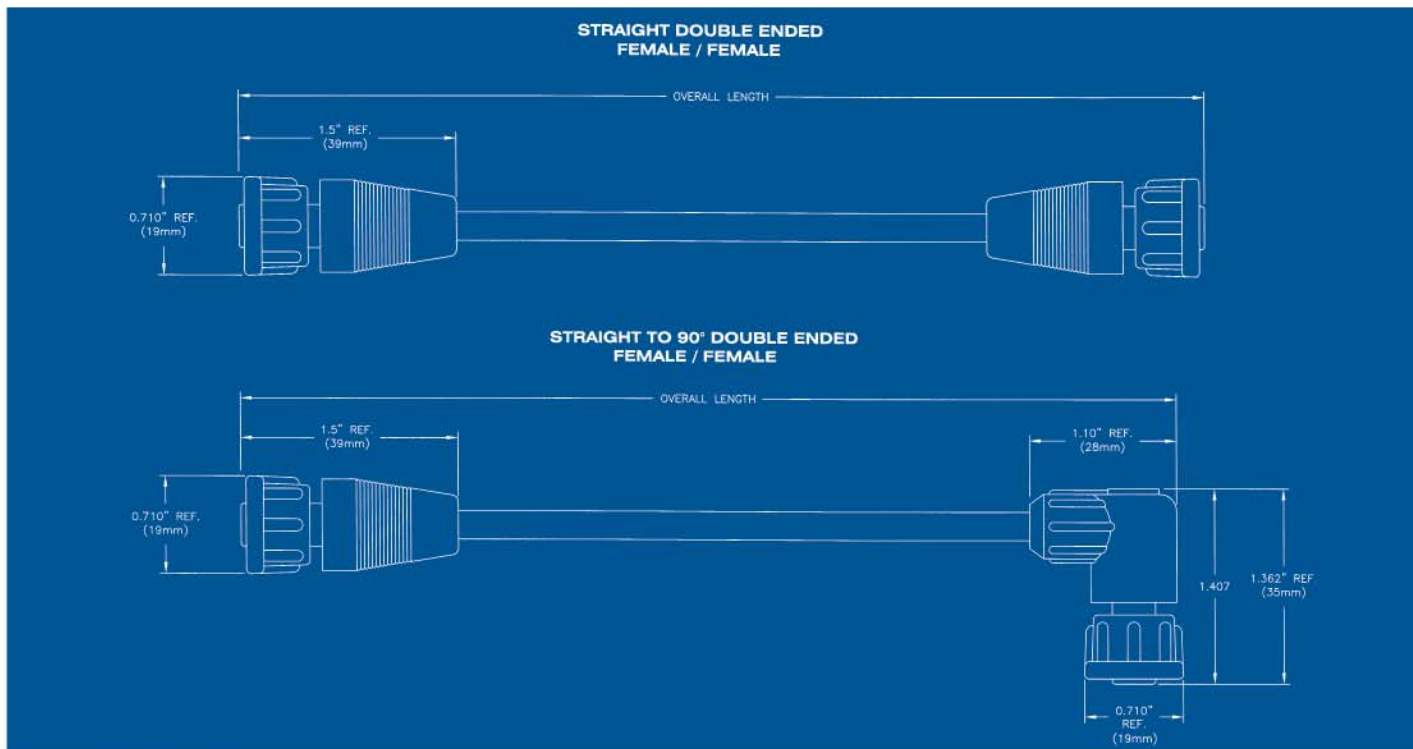 STRAIGHT DOUBLE ENDED
FEMALE / FEMALE
OVERALL LENGTH
1.5" REF.
(39mm)
0.710" REF.
(19mm)
STRAIGHT TO 90° DOUBLE ENDED
FEMALE / FEMALE
OVERALL LENGTH
1.5" REF.
(39mm)
1.10" REF.
(28mm)
0.710" REF.
(19mm)
1.407
1.362" REF
(35mm)
0.710"
REF.
(19mm)